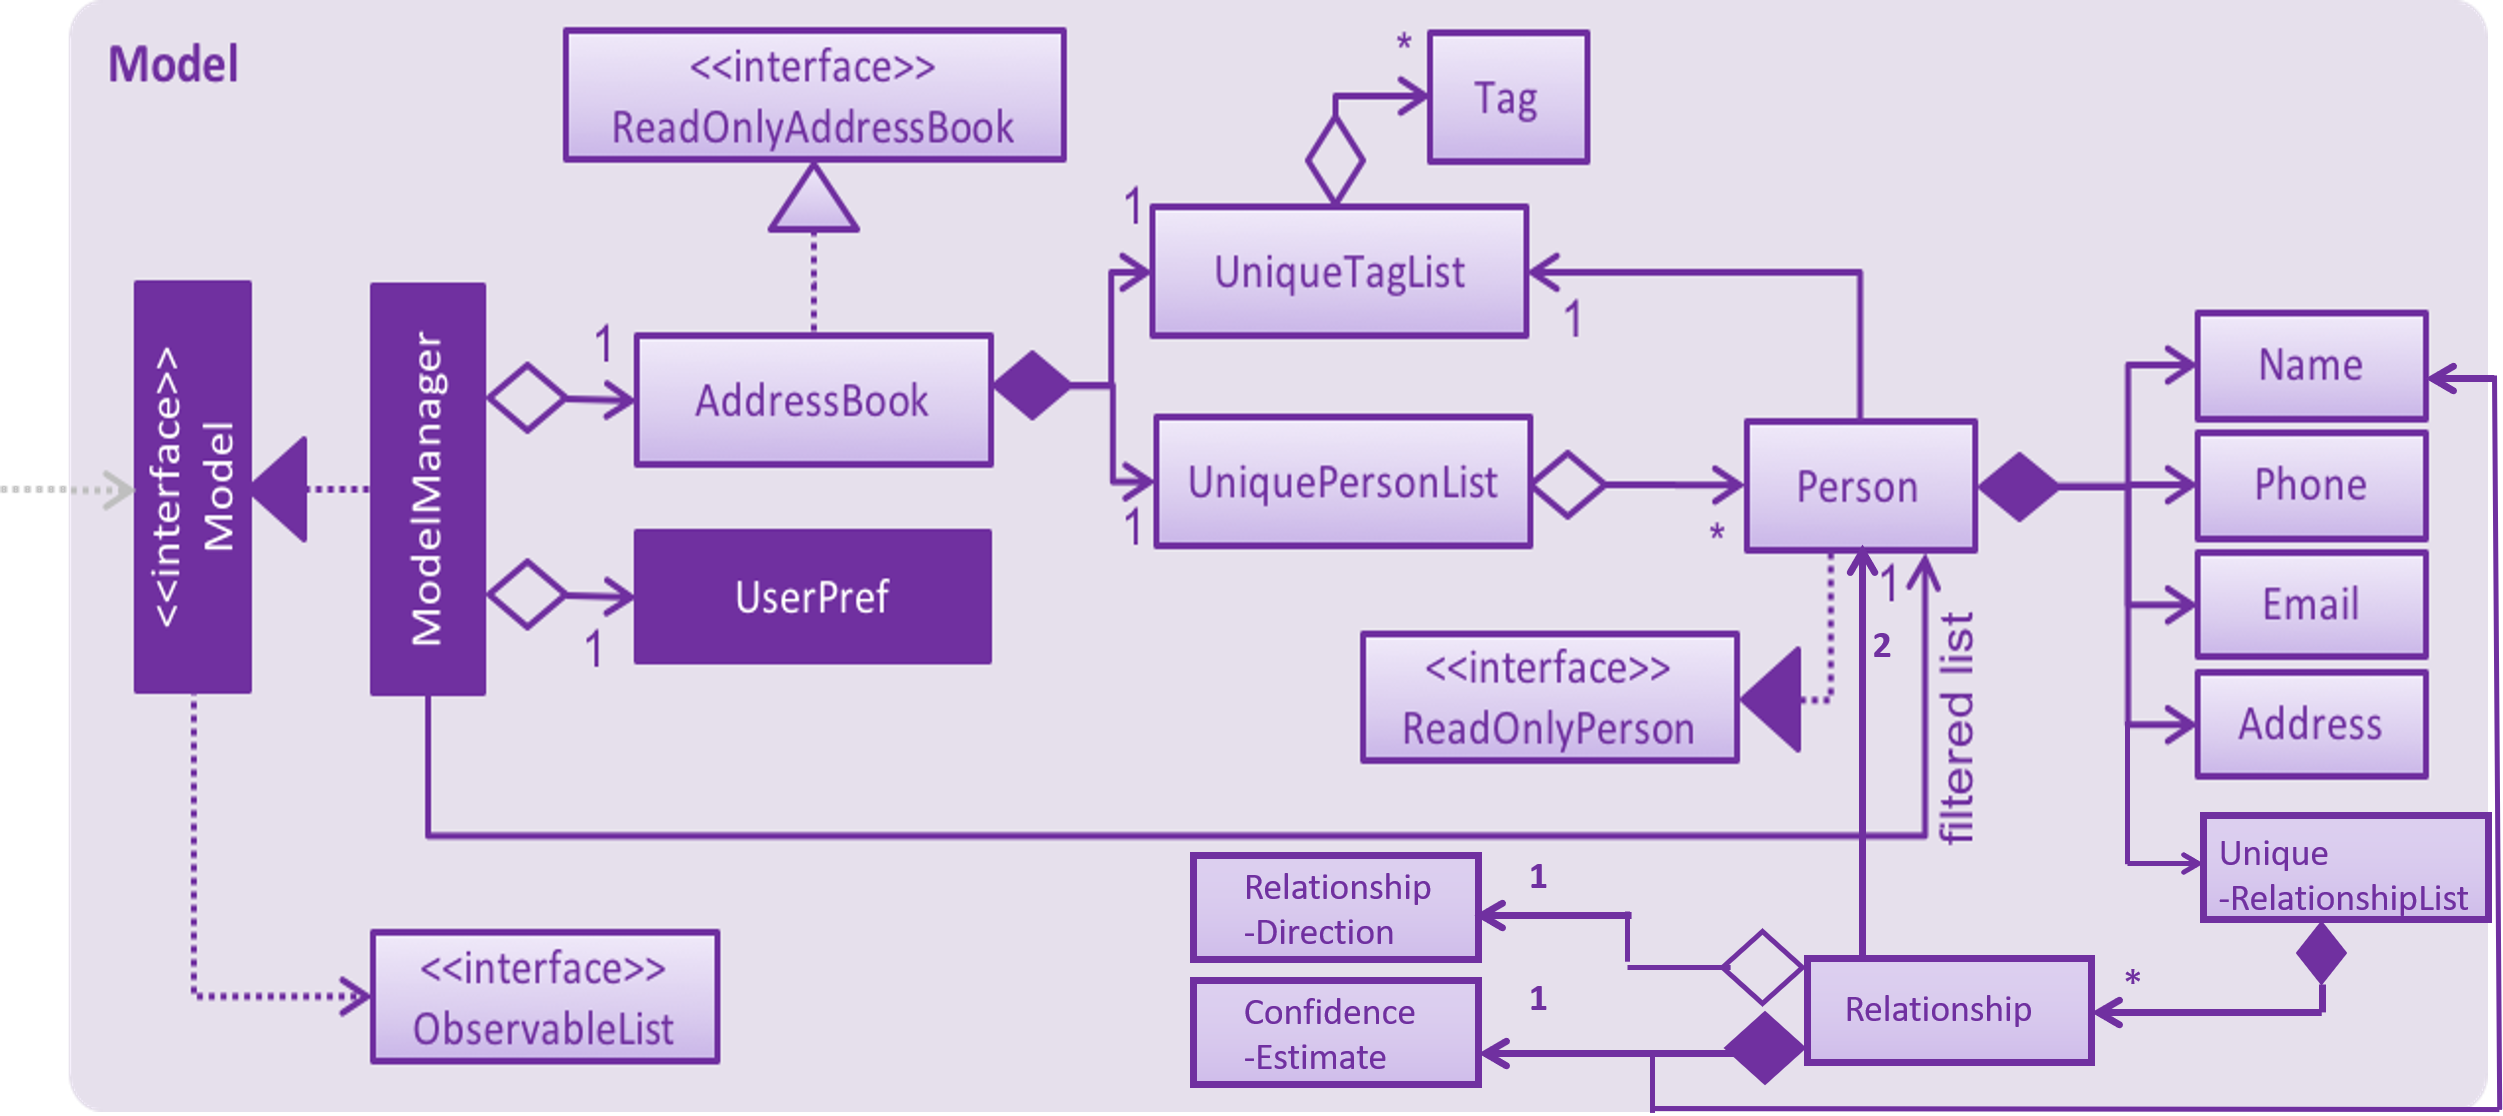 Model
<<interface>>
ReadOnlyAddressBook
*
Tag
1
UniqueTagList
1
<<interface>>
Model
ModelManager
1
AddressBook
UniquePersonList
1
*
Person
Name
Phone
Email
Address
1
UserPref
1
2
filtered list
<<interface>>
ReadOnlyPerson
Unique
-RelationshipList
Relationship
-Direction
1
<<interface>>
ObservableList
Confidence
-Estimate
1
Relationship
*